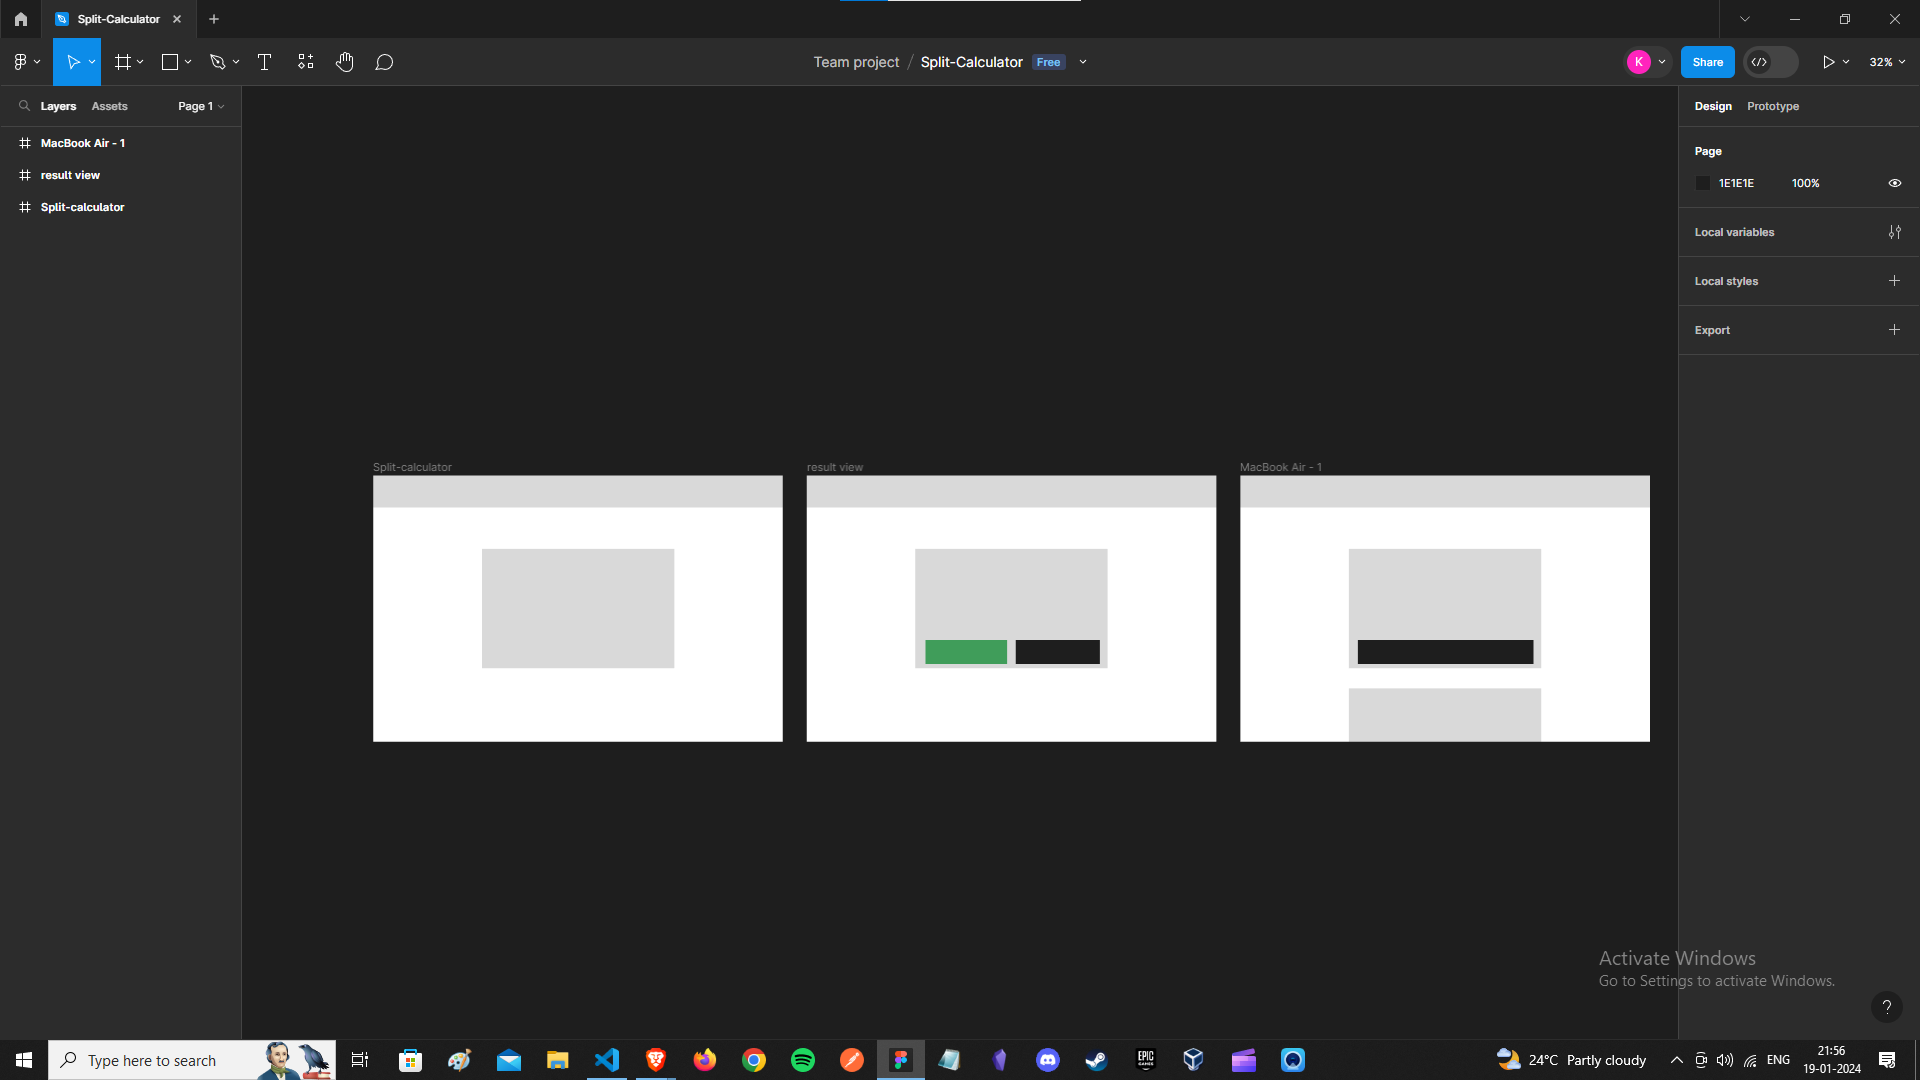 Split-Calculator
Team project / Split-Calculator Free
K
Share
32%
Layers Assets Page 1
MacBook Air - 1
result view
Split-calculator
Split-calculator
result view
MacBook Air - 1
Design Prototype
Page
1E1E1E 100%
Local variables
Local styles
Export
Activate Windows
Go to Settings to activate Windows.
?
Type here to search
EPIC
GAMES
24°C Partly cloudy
ENG
21:56
19-01-2024